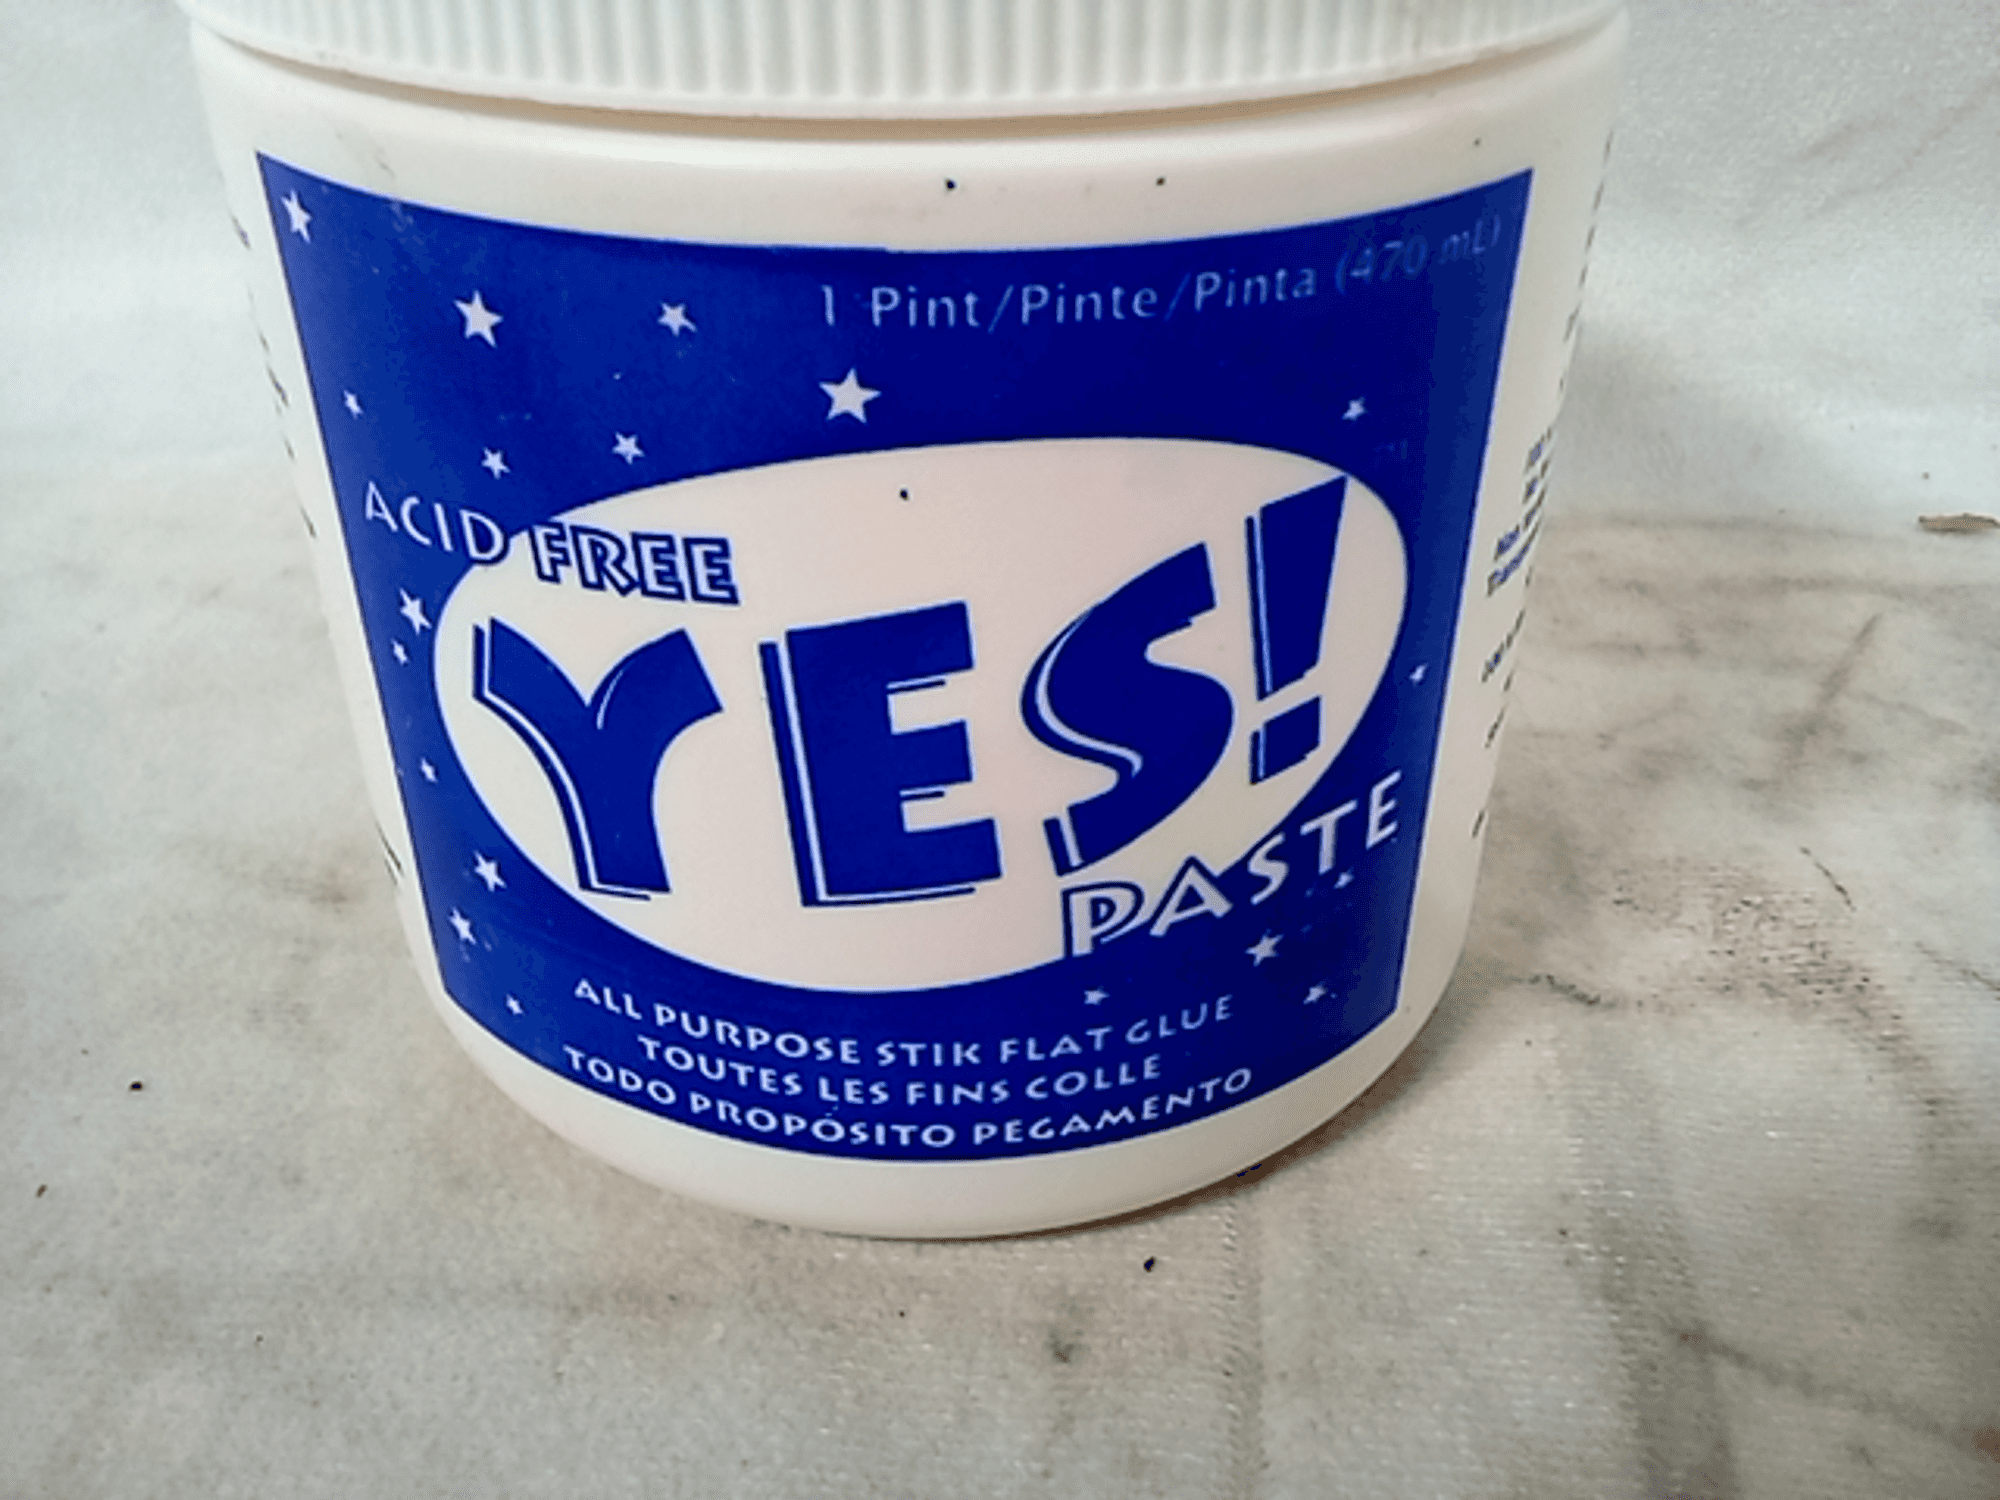 1 Pint/Pinte/Pinta (470 mL)
ACID FREE
YES!
PASTE
ALL PURPOSE STIK FLAT GLUE
TOUTES LES FINS COLLE
TODO PROPÓSITO PEGAMENTO